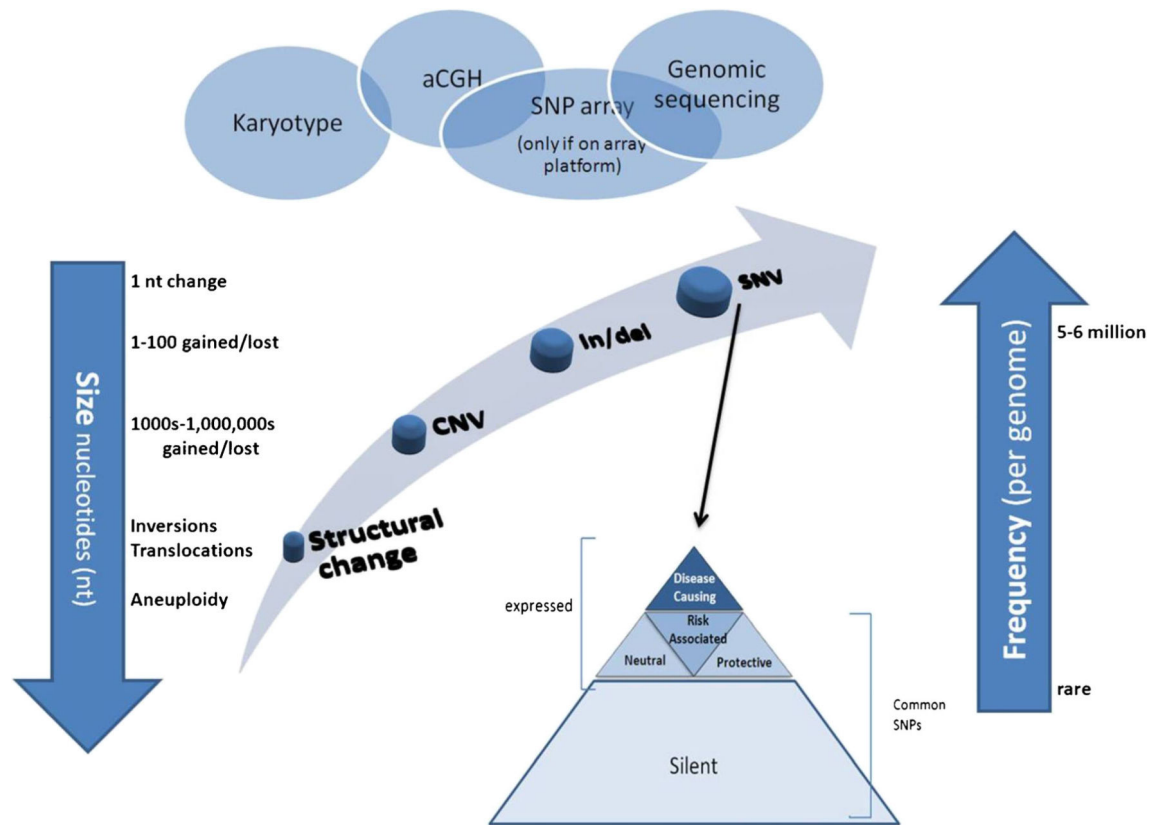 aCGH
Genomic
sequencing
Karyotype
SNP array
(only if on array
platform)
Size nucleotides (nt)
1 nt change
1-100 gained/lost
1000s-1,000,000s
gained/lost
Inversions
Translocations
Aneuploidy
SNV
In/del
CNV
Structural
change
Frequency (per genome)
5-6 million
rare
expressed
Disease
Causing
Risk
Associated
Neutral
Protective
Common
SNPs
Silent